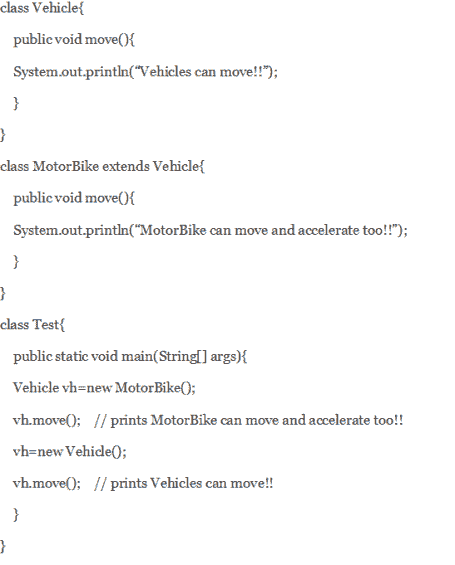 class Vehicle{
public void move(){
System.out.println(“Vehicles can move!!”);
}
}
class MotorBike extends Vehicle{
public void move(){
System.out.println(“MotorBike can move and accelerate too!!”);
}
}
class Test{
public static void main(String[] args){
Vehicle vh=new MotorBike();
vh.move();    // prints MotorBike can move and accelerate too!!
vh=new Vehicle();
vh.move();    // prints Vehicles can move!!
}
}